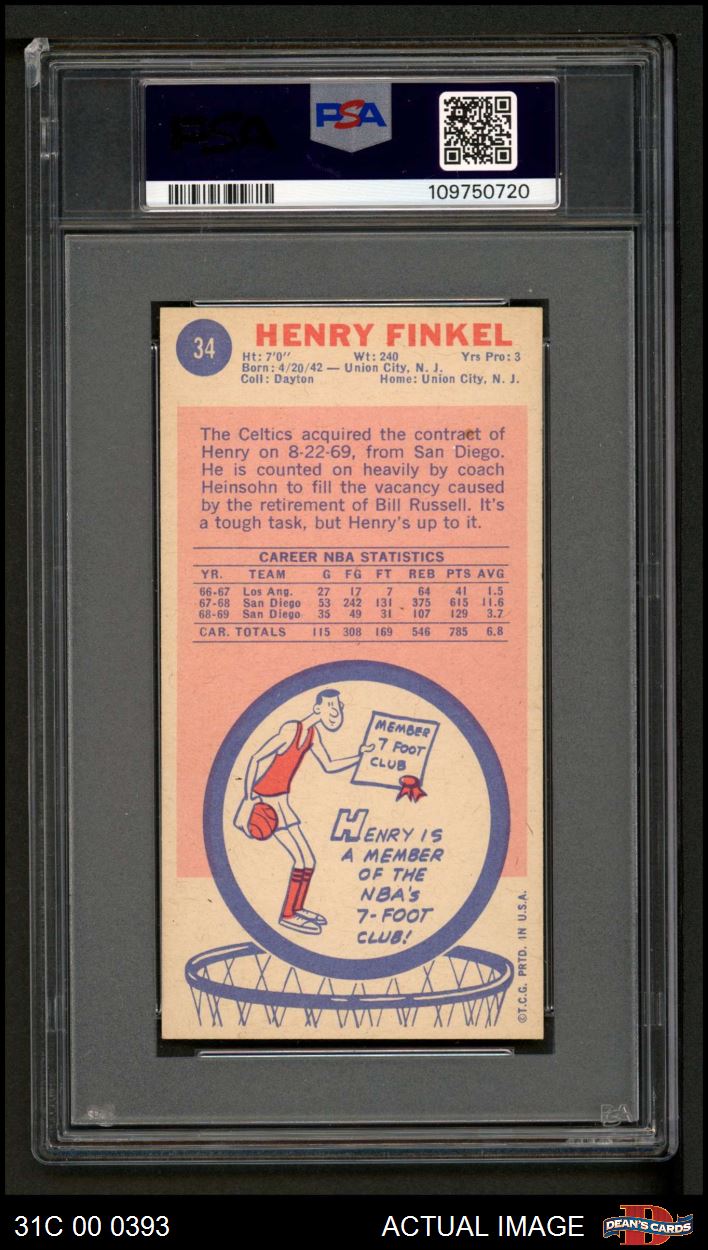 PSA
PSA
109750720
34
HENRY FINKEL
Ht: 7'0" Wt: 240 Yrs Pro: 3
Born: 4/20/42 — Union City, N. J.
Coll: Dayton Home: Union City, N. J.
The Celtics acquired the contract of
Henry on 8-22-69, from San Diego.
He is counted on heavily by coach
Heinsohn to fill the vacancy caused
by the retirement of Bill Russell. It's
a tough task, but Henry's up to it.
CAREER NBA STATISTICS
YR. TEAM G FG FT REB PTS AVG
66-67 Los Ang. 27 17 7 64 41 1.5
67-68 San Diego 53 242 131 375 615 11.6
68-69 San Diego 35 49 31 107 129 3.7
CAR. TOTALS 115 308 169 546 785 6.8
MEMBER
7 FOOT
CLUB
HENRY IS
A MEMBER
OF THE
NBA'S
7-FOOT
CLUB!
©T.C.G. PRTD. IN U.S.A.
PSA
31C 00 0393
ACTUAL IMAGE
DEAN'S CARDS